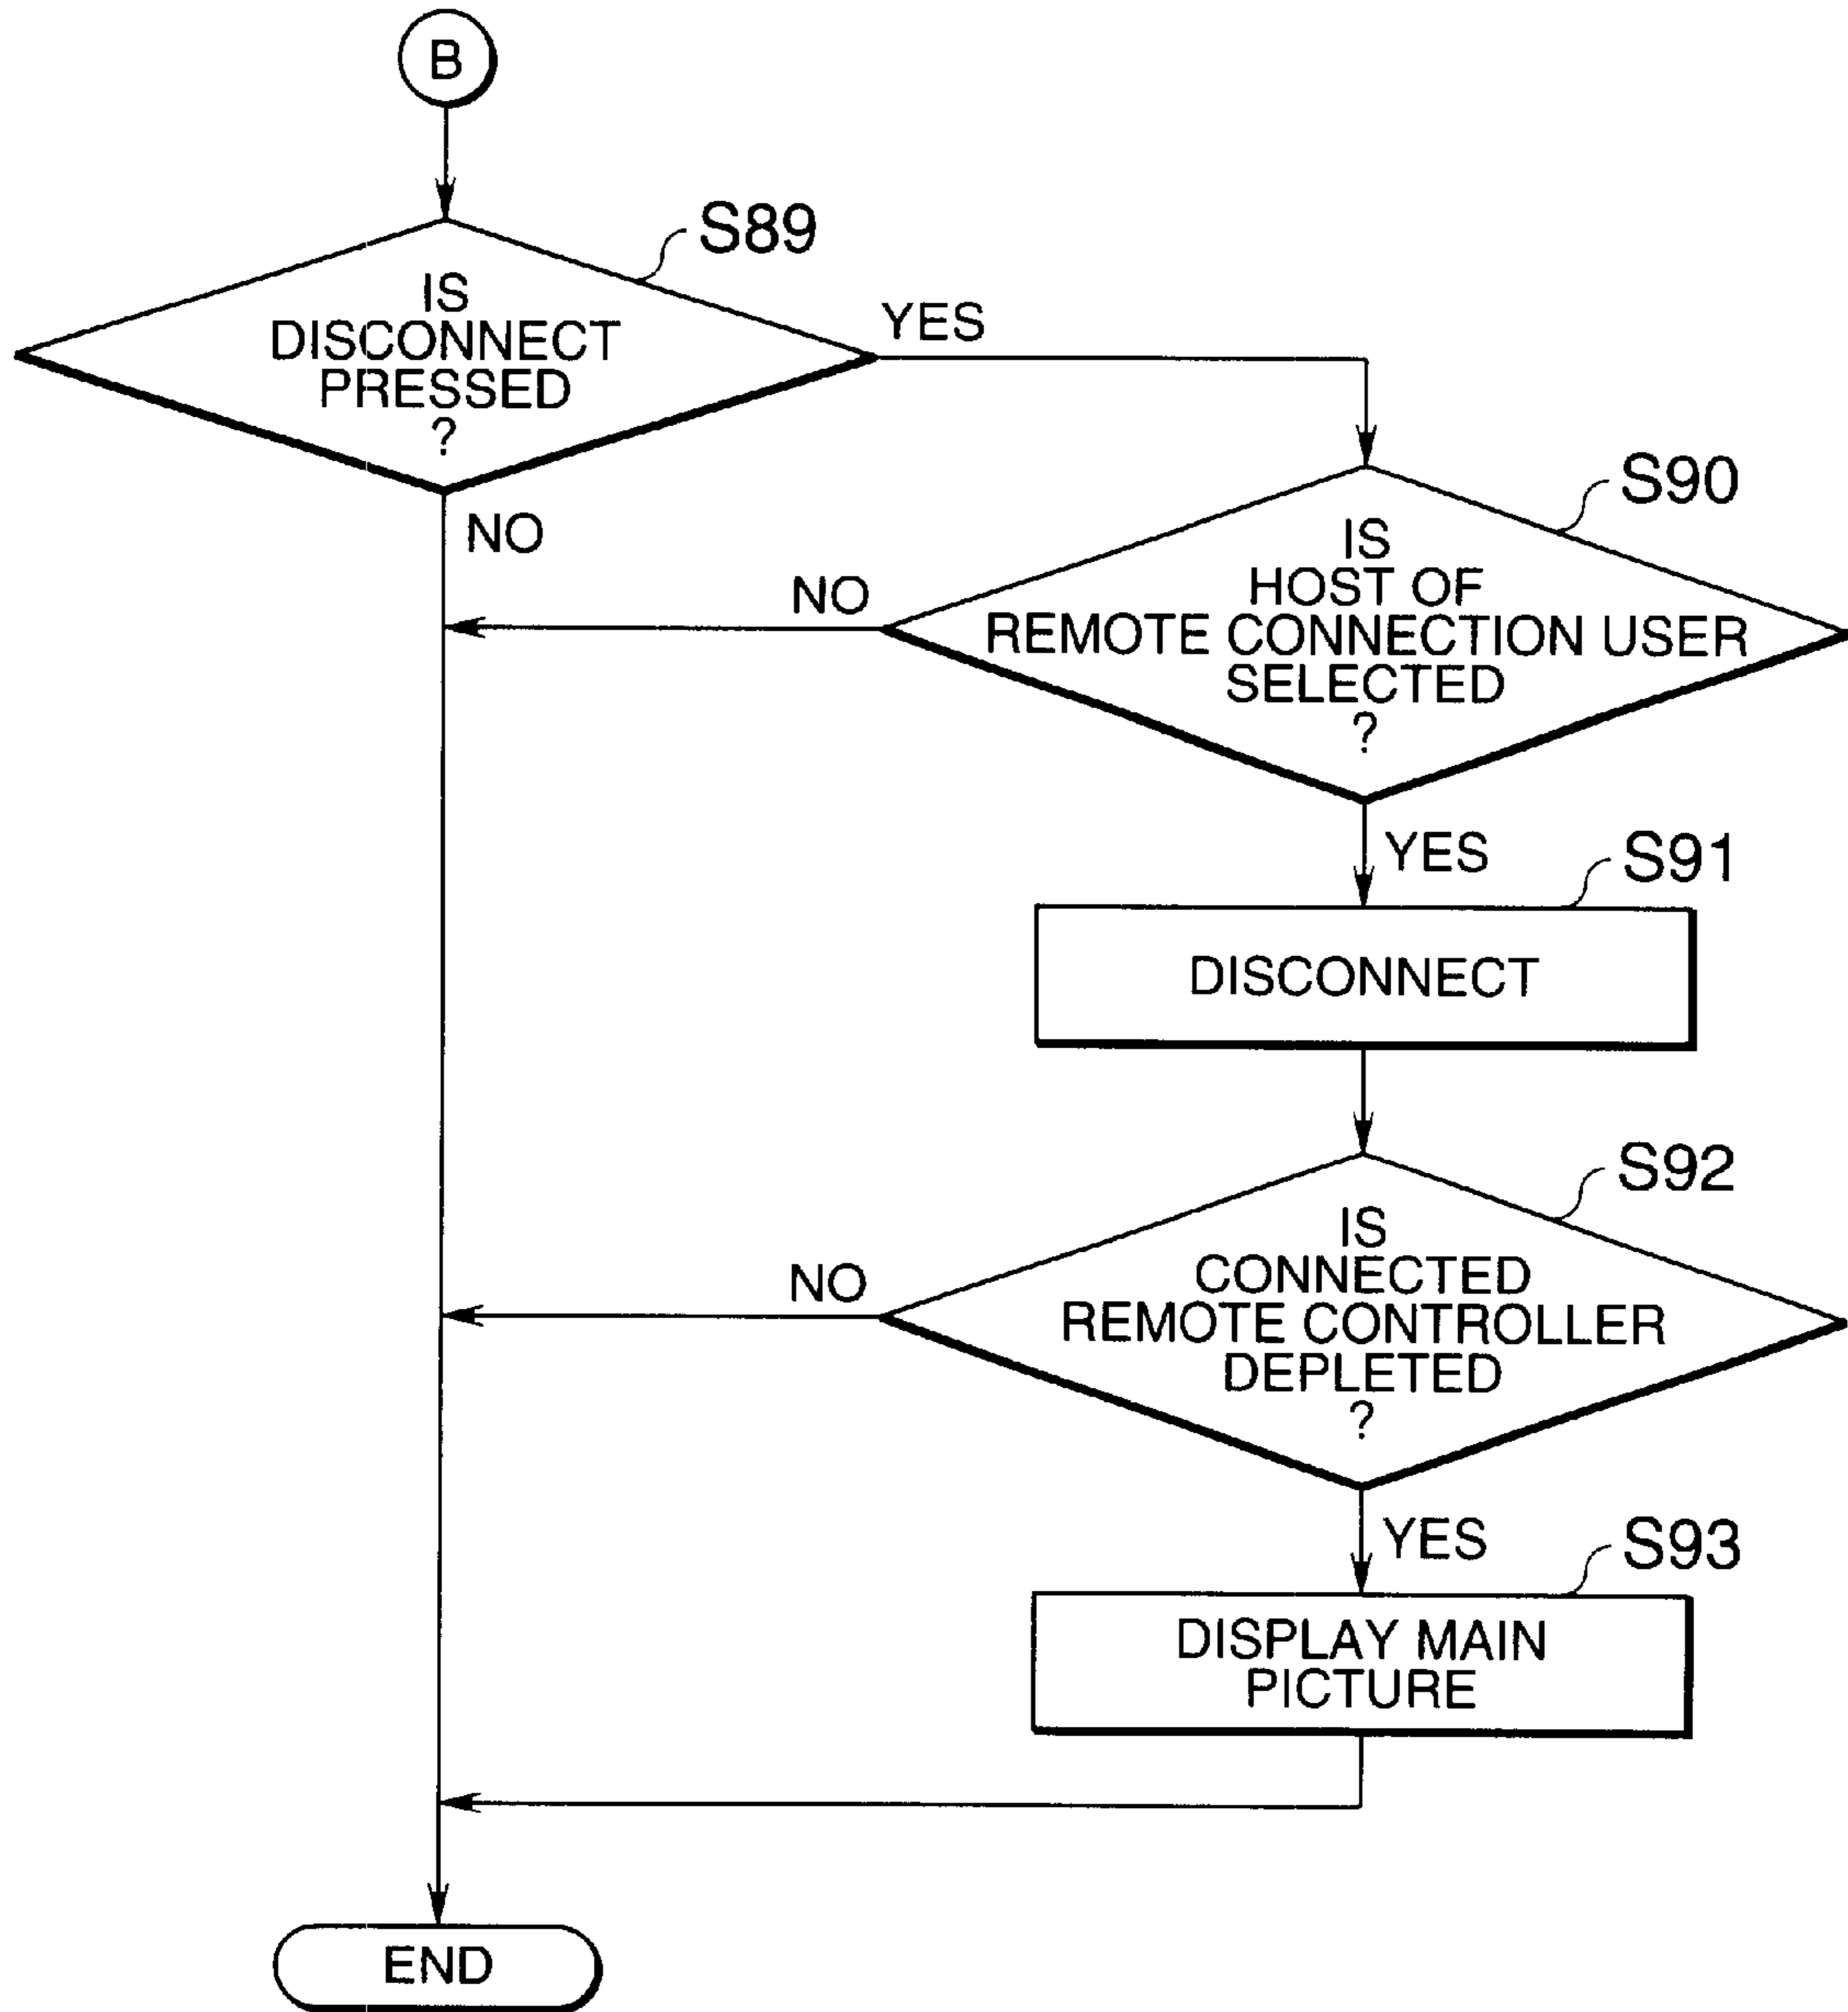 B
S89
IS
DISCONNECT
PRESSED
?
YES
NO
S90
IS
HOST OF
REMOTE CONNECTION USER
SELECTED
?
NO
YES
S91
DISCONNECT
S92
IS
CONNECTED
REMOTE CONTROLLER
DEPLETED
?
NO
YES
S93
DISPLAY MAIN
PICTURE
END